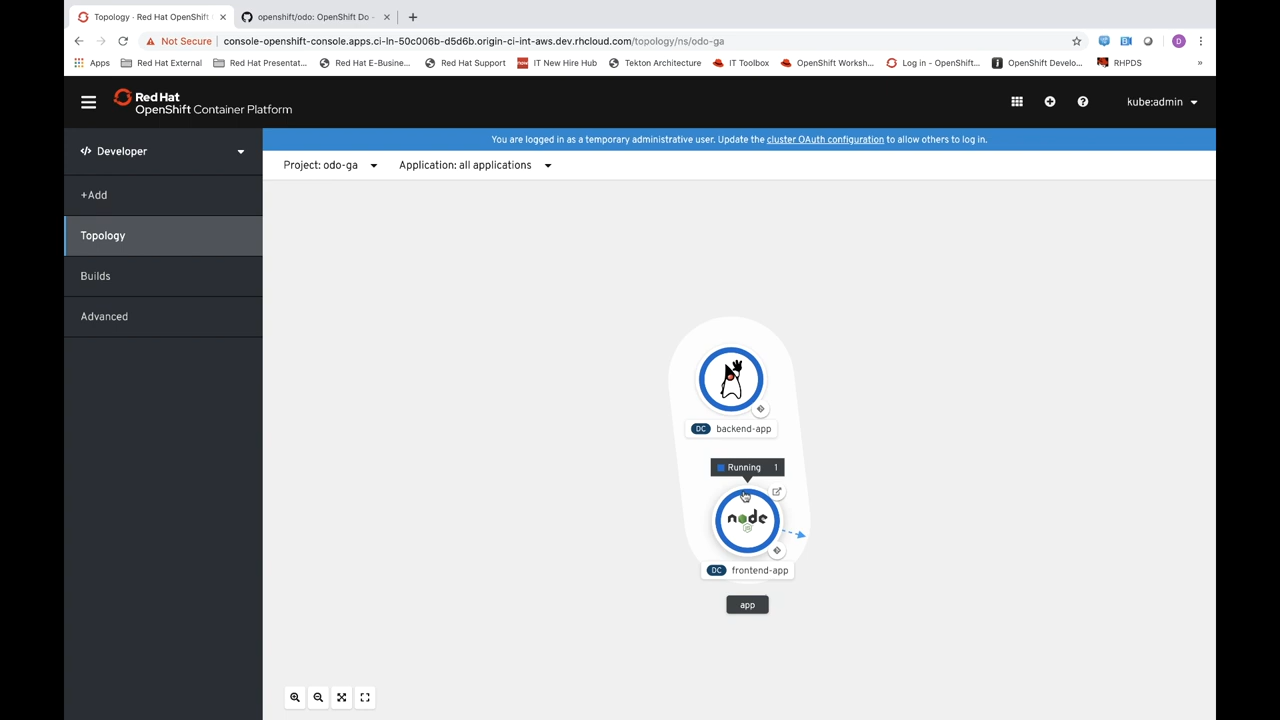 Topology · Red Hat OpenShift
openshift/odo: OpenShift Do -
Not Secure
console-openshift-console.apps.ci-ln-50c006b-d5d6b.origin-ci-int-aws.dev.rhcloud.com/topology/ns/odo-ga
D
Apps
Red Hat External
Red Hat Presentat...
Red Hat E-Busine...
Red Hat Support
IT New Hire Hub
Tekton Architecture
IT Toolbox
OpenShift Worksh...
Log in - OpenShift...
OpenShift Develo...
RHPDS
»
Red Hat
OpenShift Container Platform
kube:admin
You are logged in as a temporary administrative user. Update the cluster OAuth configuration to allow others to log in.
Developer
Project: odo-ga
Application: all applications
+Add
Topology
Builds
Advanced
DC backend-app
Running 1
node
JS
DC frontend-app
app